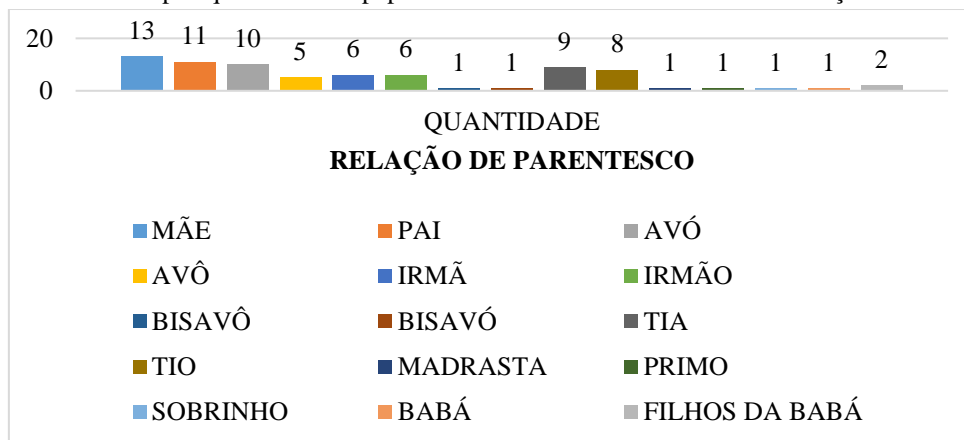 20
0
13 11 10 5 6 6 1 1 9 8 1 1 1 1 2
QUANTIDADE
RELAÇÃO DE PARENTESCO
MÃE PAI AVÓ
AVÔ IRMÃ IRMÃO
BISAVÔ BISAVÓ TIA
TIO MADRASTA PRIMO
SOBRINHO BABÁ FILHOS DA BABÁ